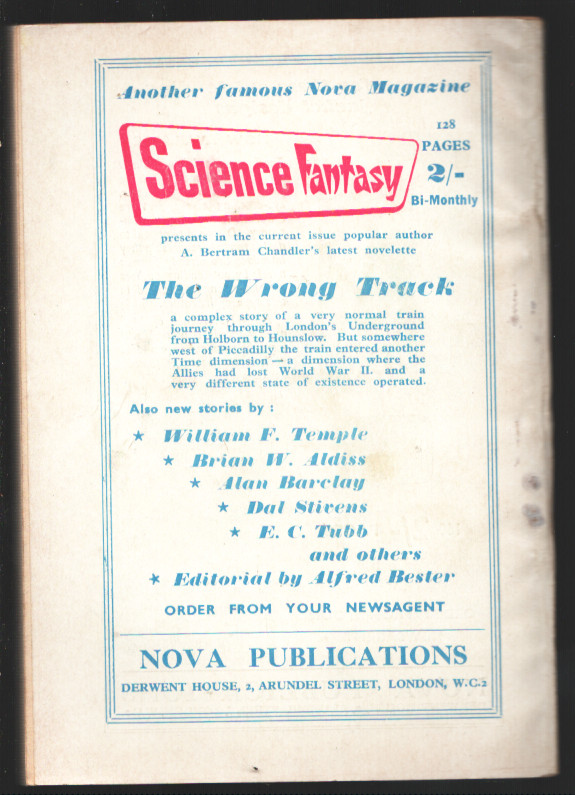 Another famous Nova Magazine
Science Fantasy
128
PAGES
2/-
Bi-Monthly
presents in the current issue popular author
A. Bertram Chandler's latest novelette
The Wrong Track
a complex story of a very normal train
journey through London's Underground
from Holborn to Hounslow. But somewhere
west of Piccadilly the train entered another
Time dimension — a dimension where the
Allies had lost World War II. and a
very different state of existence operated.
Also new stories by :
★ William F. Temple
★ Brian W. Aldiss
★ Alan Barclay
★ Dal Stivens
★ E. C. Tubb
and others
★ Editorial by Alfred Bester
ORDER FROM YOUR NEWSAGENT
NOVA PUBLICATIONS
DERWENT HOUSE, 2, ARUNDEL STREET, LONDON, W.C.2